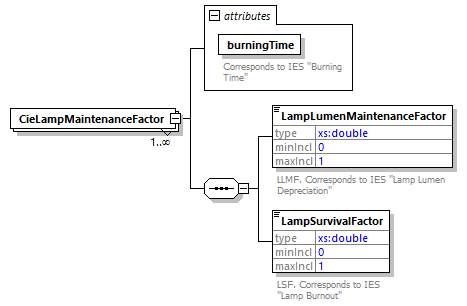 attributes
burningTime
Corresponds to IES "Burning
Time"
CieLampMaintenanceFactor
1..∞
LampLumenMaintenanceFactor
type xs:double
minIncl 0
maxIncl 1
LLMF. Corresponds to IES "Lamp Lumen
Depreciation"
LampSurvivalFactor
type xs:double
minIncl 0
maxIncl 1
LSF. Corresponds to IES
"Lamp Burnout"